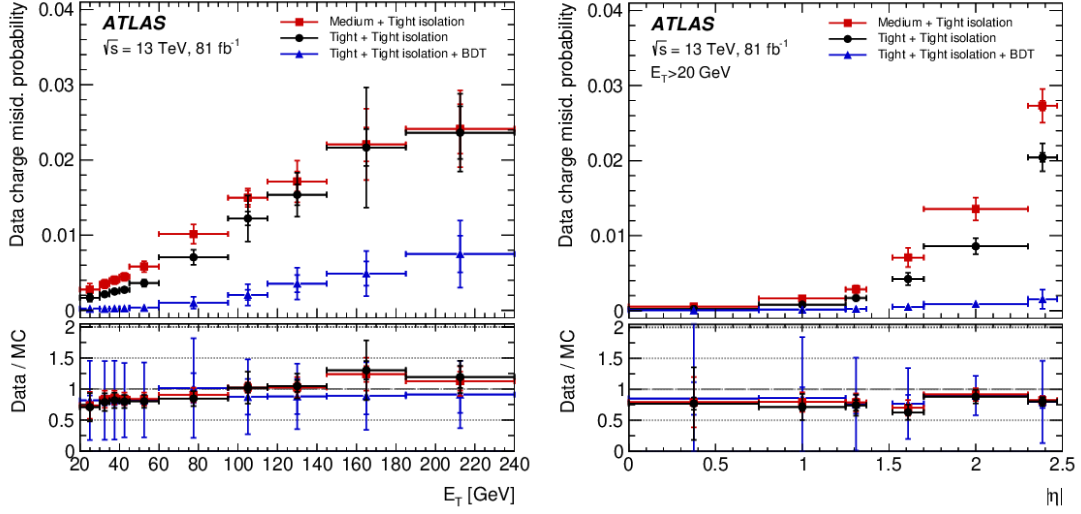 ATLAS
√s = 13 TeV, 81 fb-1
Medium + Tight isolation
Tight + Tight isolation
Tight + Tight isolation + BDT
Data charge misid. probability
0.04
0.03
0.02
0.01
0
Data / MC
2
1.5
1
0.5
0
20 40 60 80 100 120 140 160 180 200 220 240
ET [GeV]
ATLAS
√s = 13 TeV, 81 fb-1
ET>20 GeV
Medium + Tight isolation
Tight + Tight isolation
Tight + Tight isolation + BDT
Data charge misid. probability
0.04
0.03
0.02
0.01
0
Data / MC
2
1.5
1
0.5
0
0 0.5 1 1.5 2 2.5
|η|